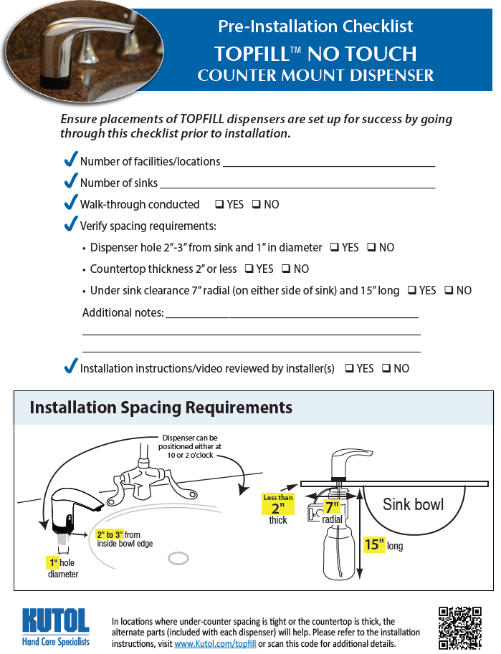 Pre-Installation Checklist
TOPFILL™ NO TOUCH
COUNTER MOUNT DISPENSER
Ensure placements of TOPFILL dispensers are set up for success by going
through this checklist prior to installation.
Number of facilities/locations
Number of sinks
Walk-through conducted ❑ YES ❑ NO
Verify spacing requirements:
• Dispenser hole 2"-3" from sink and 1" in diameter ❑ YES ❑ NO
• Countertop thickness 2" or less ❑ YES ❑ NO
• Under sink clearance 7" radial (on either side of sink) and 15" long ❑ YES ❑ NO
Additional notes:
Installation instructions/video reviewed by installer(s) ❑ YES ❑ NO
Installation Spacing Requirements
Dispenser can be
positioned either at
10 or 2 o'clock
2" to 3" from
inside bowl edge
1" hole
diameter
Less than
2"
thick
7"
radial
Sink bowl
15" long
KUTOL
Hand Care Specialists
In locations where under-counter spacing is tight or the countertop is thick, the
alternate parts (included with each dispenser) will help. Please refer to the installation
instructions, visit www.Kutol.com/topfill or scan this code for additional details.